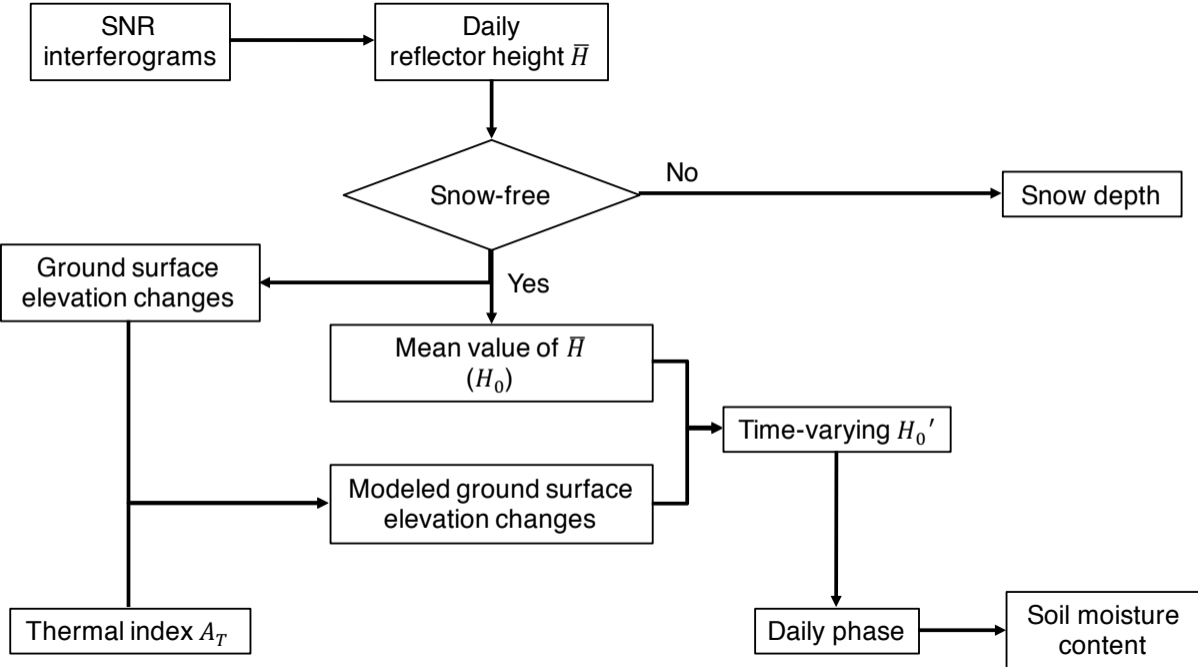 SNR
interferograms
Daily
reflector height H̅
Snow-free
No
Snow depth
Ground surface
elevation changes
Yes
Mean value of H̅
(H₀)
Time-varying H₀′
Modeled ground surface
elevation changes
Thermal index A_T
Daily phase
Soil moisture
content